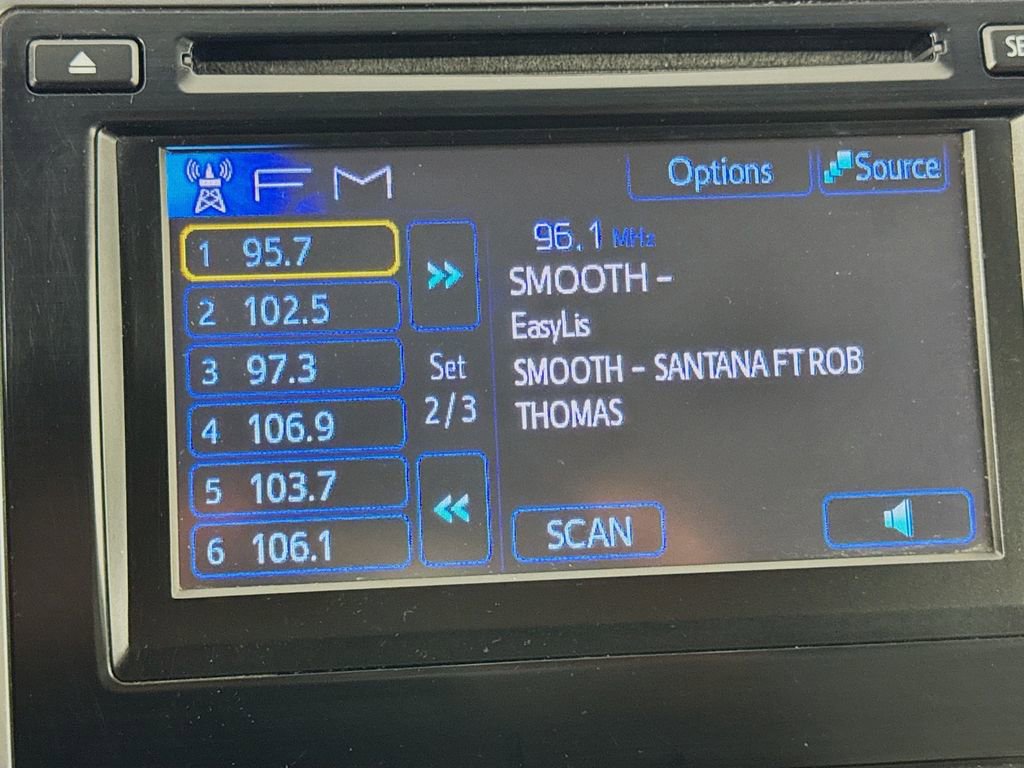 SE
FM
Options
Source
1 95.7
2 102.5
3 97.3
4 106.9
5 103.7
6 106.1
Set
2/3
96.1 MHz
SMOOTH -
EasyLis
SMOOTH - SANTANA FT ROB
THOMAS
SCAN